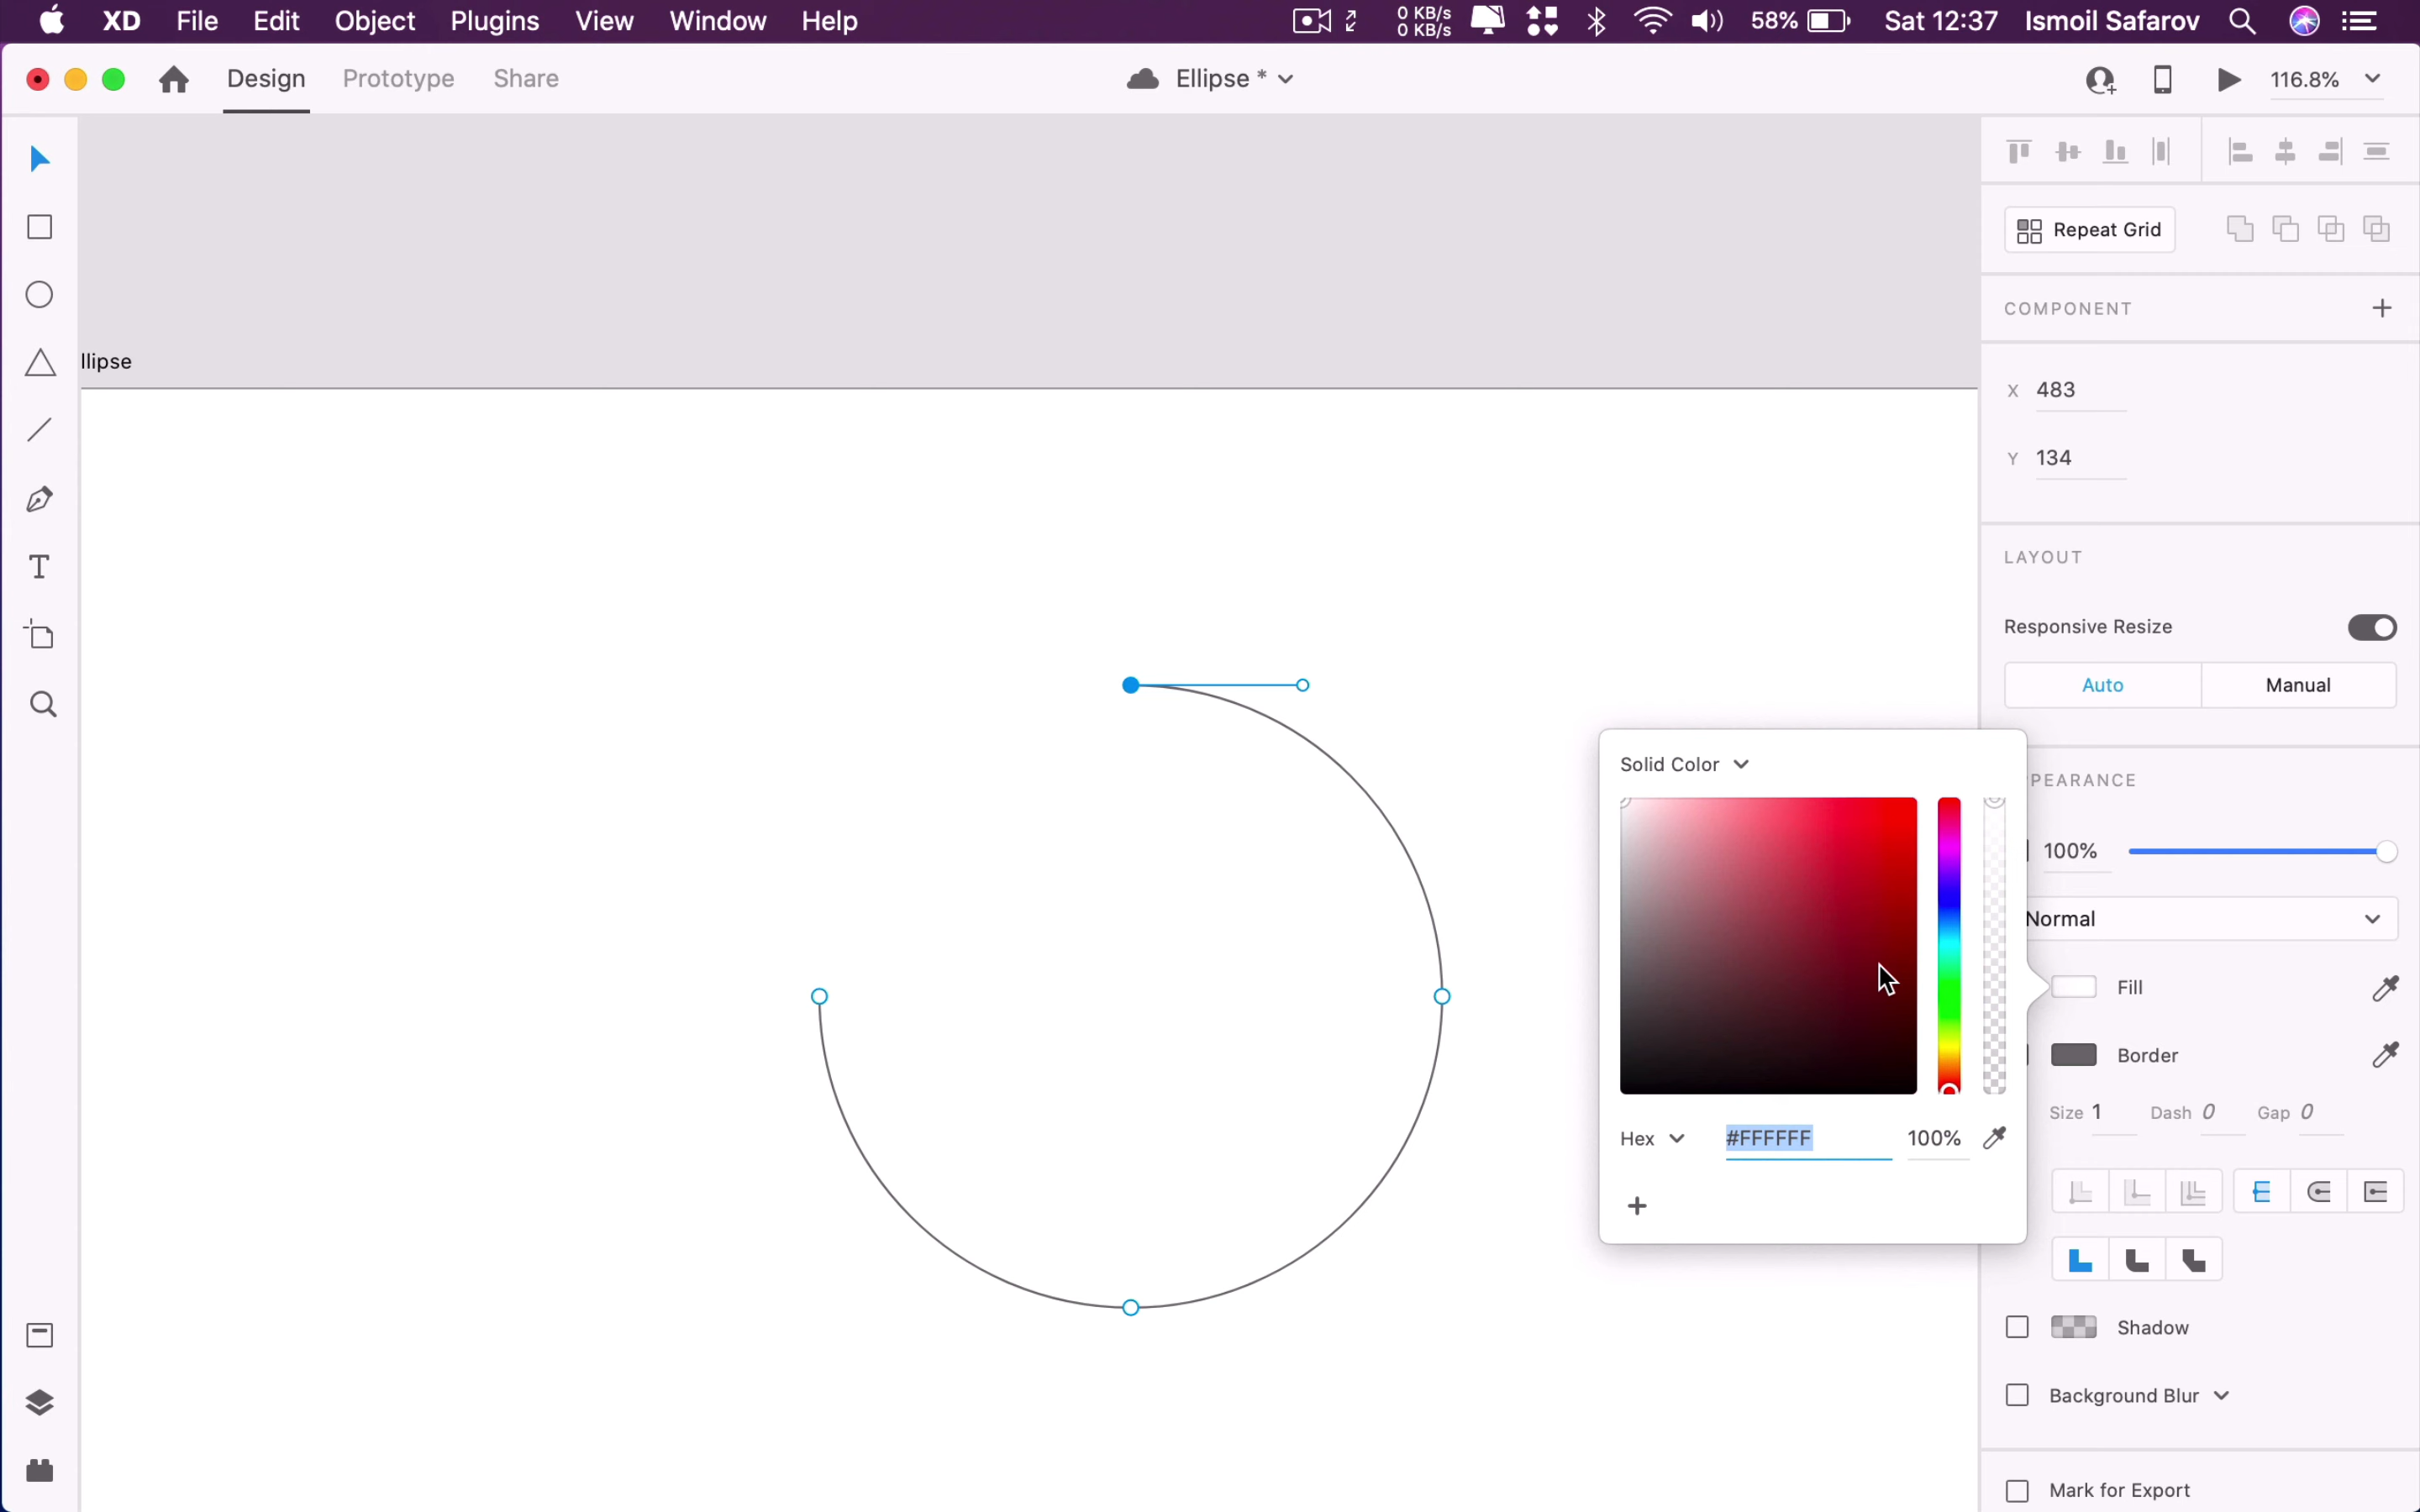 XD File Edit Object Plugins View Window Help 0 KB/s 0 KB/s 58% Sat 12:37 Ismoil Safarov
Design Prototype Share Ellipse * 116.8%
Repeat Grid
COMPONENT
llipse
X 483
Y 134
LAYOUT
Responsive Resize
Auto Manual
Solid Color
PEARANCE
100%
Normal
Fill
Border
Size 1 Dash 0 Gap 0
Hex #FFFFFF 100%
Shadow
Background Blur
Mark for Export